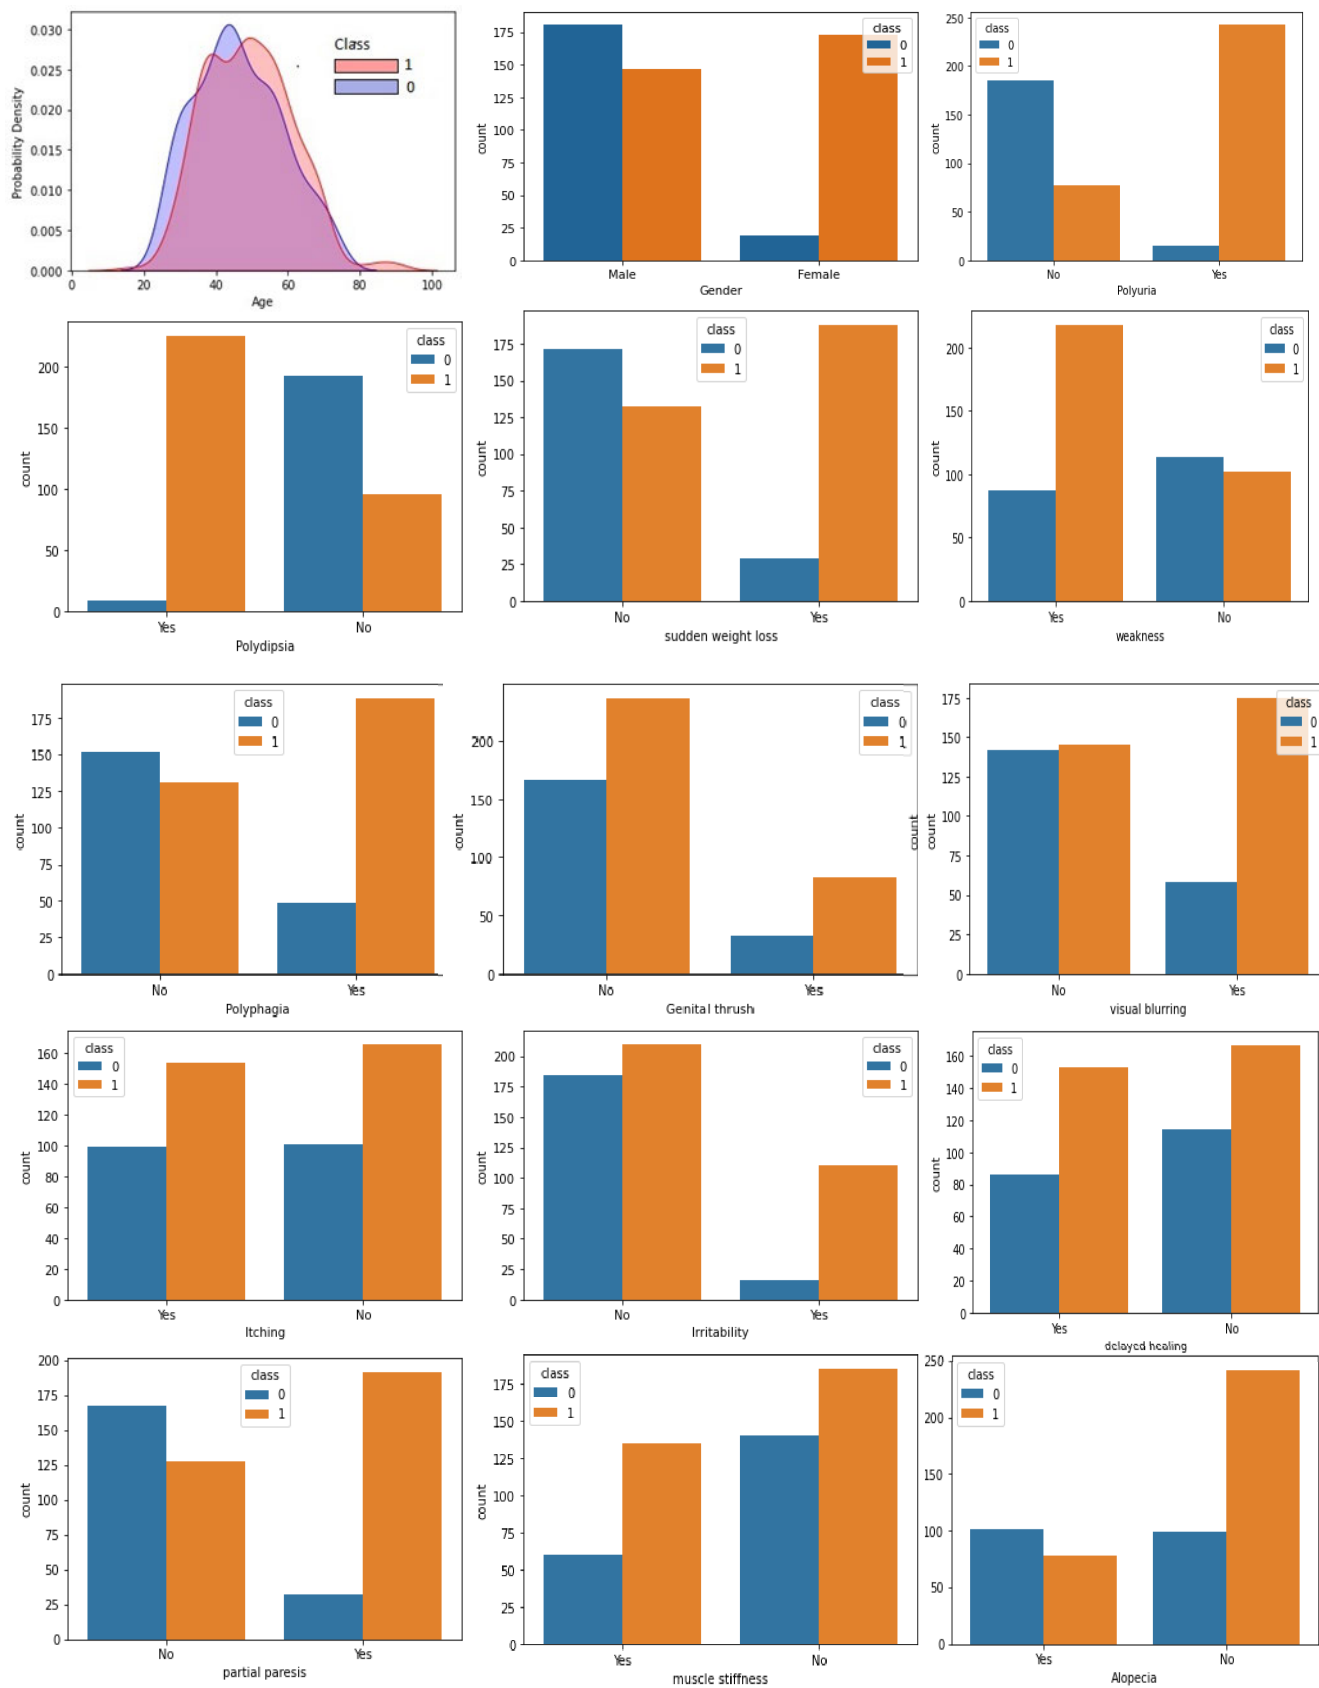 Probability Density
0.030
0.025
0.020
0.015
0.010
0.005
0.000
0 20 40 60 80 100
Age
Class
1
0
count
175
150
125
100
75
50
25
0
Male Female
Gender
class
0
1
count
250
200
150
100
50
0
No Yes
Polyuria
class
0
1
count
200
150
100
50
0
Yes No
Polydipsia
class
0
1
count
175
150
125
100
75
50
25
0
No Yes
sudden weight loss
class
0
1
count
200
150
100
50
0
Yes No
weakness
class
0
1
count
175
150
125
100
75
50
25
0
No Yes
Polyphagia
class
0
1
count
200
150
100
50
0
No Yes
Genital thrush
class
0
1
count
count
175
150
125
100
75
50
25
0
No Yes
visual blurring
class
0
1
count
160
140
120
100
80
60
40
20
0
Yes No
Itching
class
0
1
count
200
175
150
125
100
75
50
25
0
No Yes
Irritability
class
0
1
count
160
140
120
100
80
60
40
20
0
Yes No
delayed healing
class
0
1
count
200
175
150
125
100
75
50
25
0
No Yes
partial paresis
class
0
1
count
175
150
125
100
75
50
25
0
Yes No
muscle stiffness
class
0
1
count
250
200
150
100
50
0
Yes No
Alopecia
class
0
1